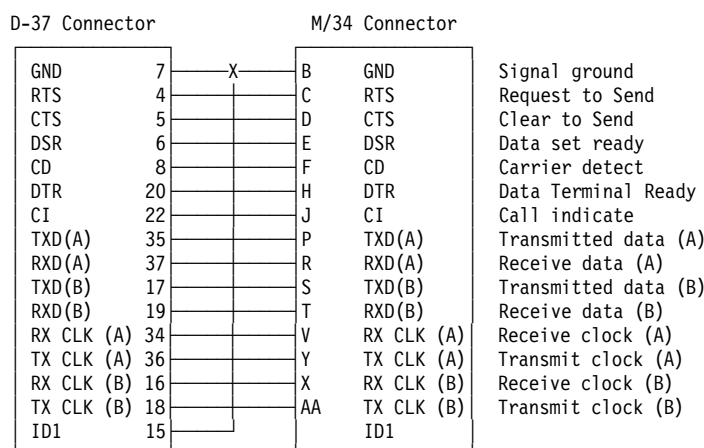 D-37 Connector M/34 Connector
GND 7 X B GND Signal ground
RTS 4 C RTS Request to Send
CTS 5 D CTS Clear to Send
DSR 6 E DSR Data set ready
CD 8 F CD Carrier detect
DTR 20 H DTR Data Terminal Ready
CI 22 J CI Call indicate
TXD(A) 35 P TXD(A) Transmitted data (A)
RXD(A) 37 R RXD(A) Receive data (A)
TXD(B) 17 S TXD(B) Transmitted data (B)
RXD(B) 19 T RXD(B) Receive data (B)
RX CLK (A) 34 V RX CLK (A) Receive clock (A)
TX CLK (A) 36 Y TX CLK (A) Transmit clock (A)
RX CLK (B) 16 X RX CLK (B) Receive clock (B)
TX CLK (B) 18 AA TX CLK (B) Transmit clock (B)
ID1 15 ID1